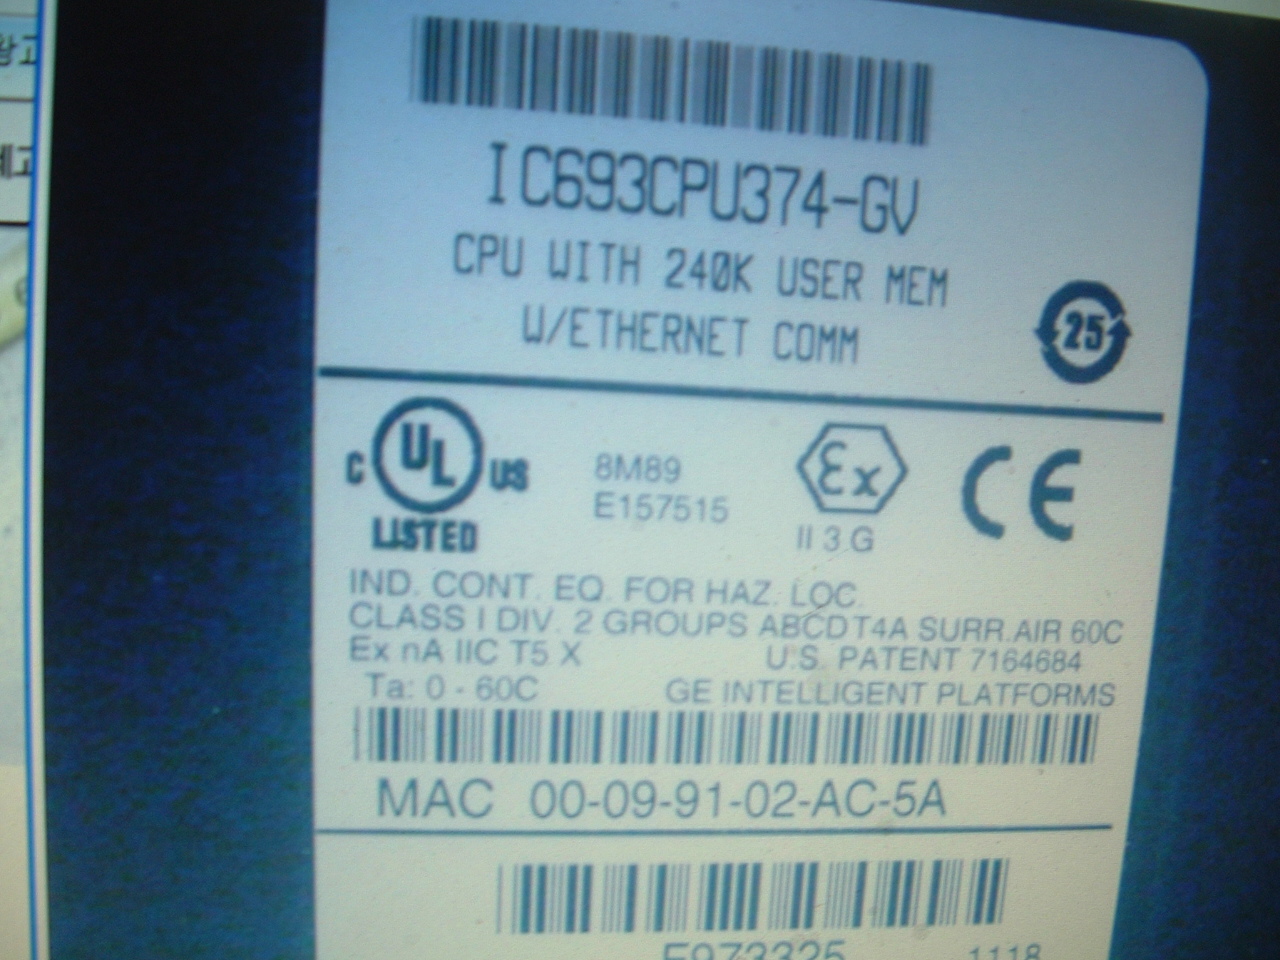 IC693CPU374-GV
CPU WITH 240K USER MEM
W/ETHERNET COMM
25
C UL US
LISTED
8M89
E157515
Ex
II 3 G
CE
IND. CONT. EQ. FOR HAZ. LOC.
CLASS I DIV. 2 GROUPS ABCDT4A SURR.AIR 60C
Ex nA IIC T5 X U.S. PATENT 7164684
Ta: 0 - 60C GE INTELLIGENT PLATFORMS
MAC 00-09-91-02-AC-5A
F973325 1118